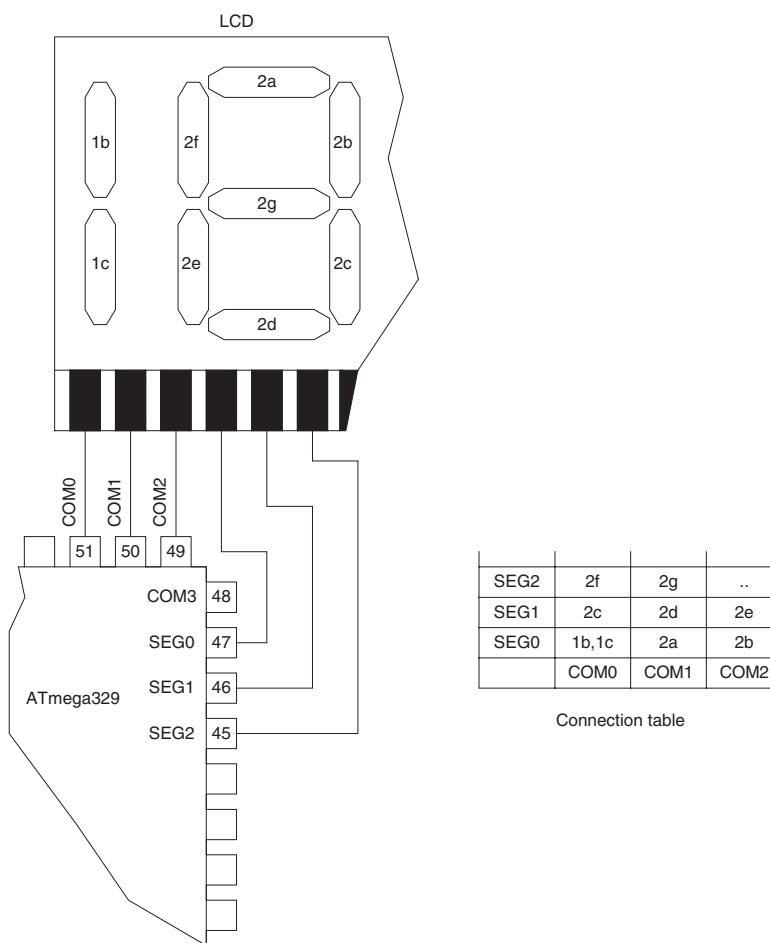 LCD
2a
1b 2f 2b
2g
1c 2e 2c
2d
COM0 COM1 COM2
51 50 49
COM3 48
SEG0 47
SEG1 46
ATmega329
SEG2 45
SEG2 2f 2g ..
SEG1 2c 2d 2e
SEG0 1b,1c 2a 2b
COM0 COM1 COM2
Connection table